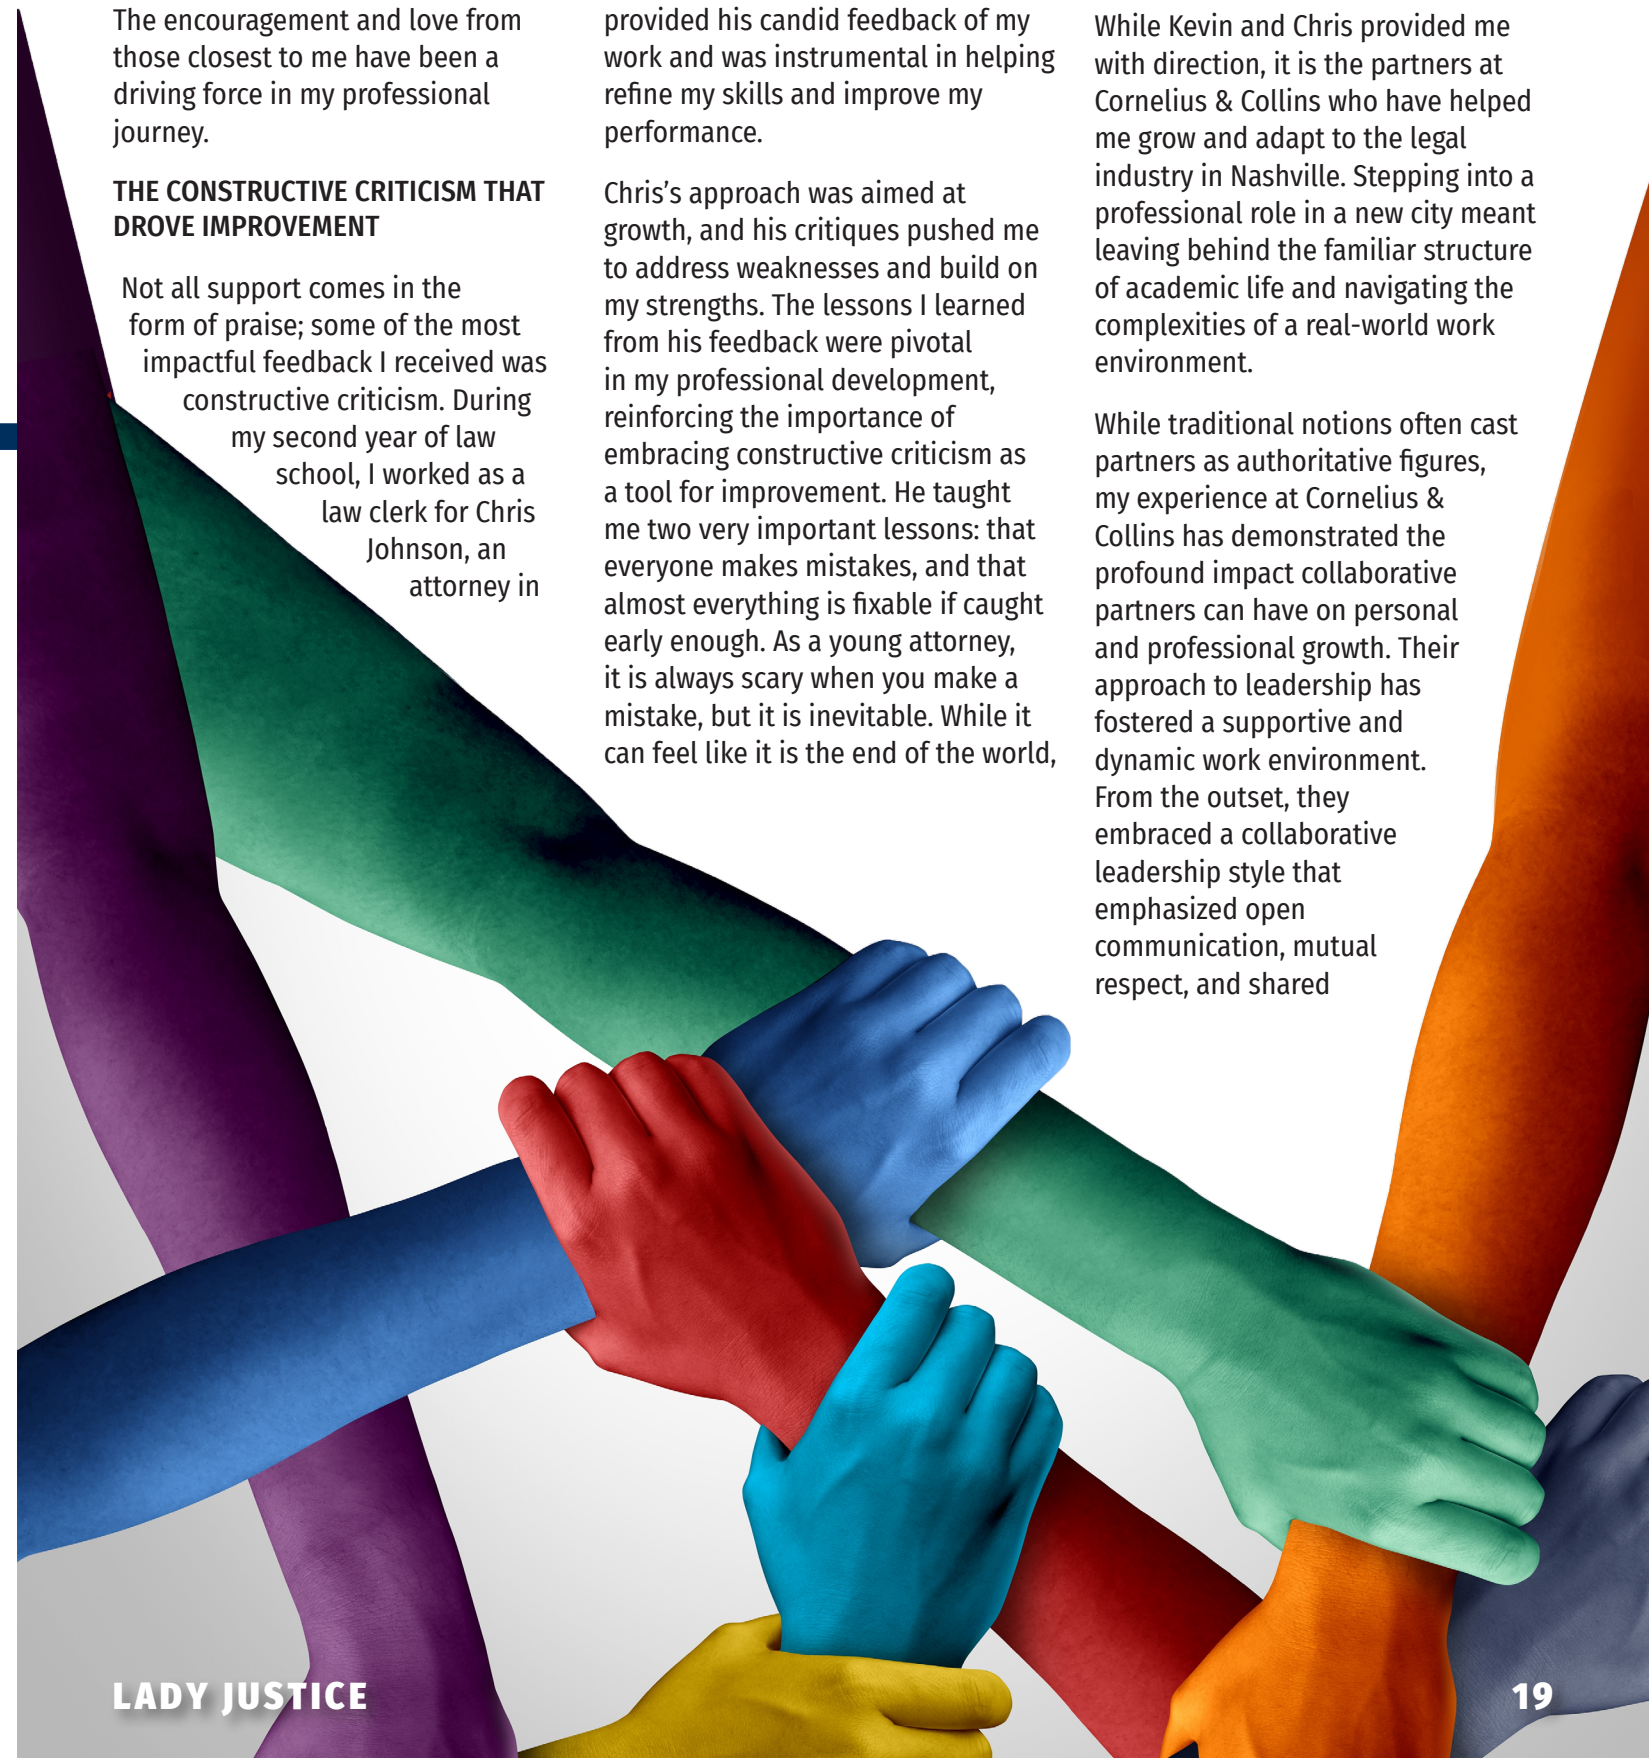 The encouragement and love from
those closest to me have been a
driving force in my professional
journey.
THE CONSTRUCTIVE CRITICISM THAT
DROVE IMPROVEMENT
Not all support comes in the
form of praise; some of the most
impactful feedback I received was
constructive criticism. During
my second year of law
school, I worked as a
law clerk for Chris
Johnson, an
attorney in
provided his candid feedback of my
work and was instrumental in helping
refine my skills and improve my
performance.
Chris’s approach was aimed at
growth, and his critiques pushed me
to address weaknesses and build on
my strengths. The lessons I learned
from his feedback were pivotal
in my professional development,
reinforcing the importance of
embracing constructive criticism as
a tool for improvement. He taught
me two very important lessons: that
everyone makes mistakes, and that
almost everything is fixable if caught
early enough. As a young attorney,
it is always scary when you make a
mistake, but it is inevitable. While it
can feel like it is the end of the world,
While Kevin and Chris provided me
with direction, it is the partners at
Cornelius & Collins who have helped
me grow and adapt to the legal
industry in Nashville. Stepping into a
professional role in a new city meant
leaving behind the familiar structure
of academic life and navigating the
complexities of a real-world work
environment.
While traditional notions often cast
partners as authoritative figures,
my experience at Cornelius &
Collins has demonstrated the
profound impact collaborative
partners can have on personal
and professional growth. Their
approach to leadership has
fostered a supportive and
dynamic work environment.
From the outset, they
embraced a collaborative
leadership style that
emphasized open
communication, mutual
respect, and shared
LADY JUSTICE
19